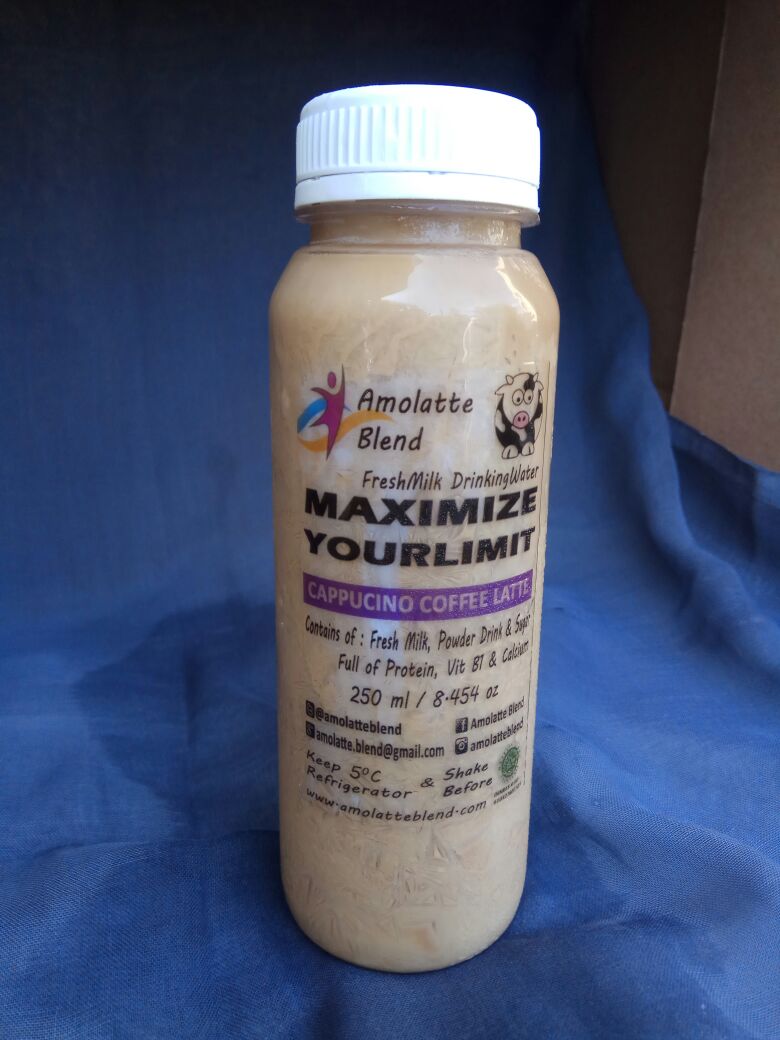 Amolatte
Blend
FreshMilk DrinkingWater
MAXIMIZE
YOURLIMIT
CAPPUCINO COFFEE LATTE
Contains of : Fresh Milk, Powder Drink & Sugar
Full of Protein, Vit B1 & Calcium
250 ml / 8.454 oz
@amolatteblend
Amolatte Blend
amolatte.blend@gmail.com
amolatteblend
Keep 5°C
Refrigerator
&
Shake
Before
www.amolatteblend.com